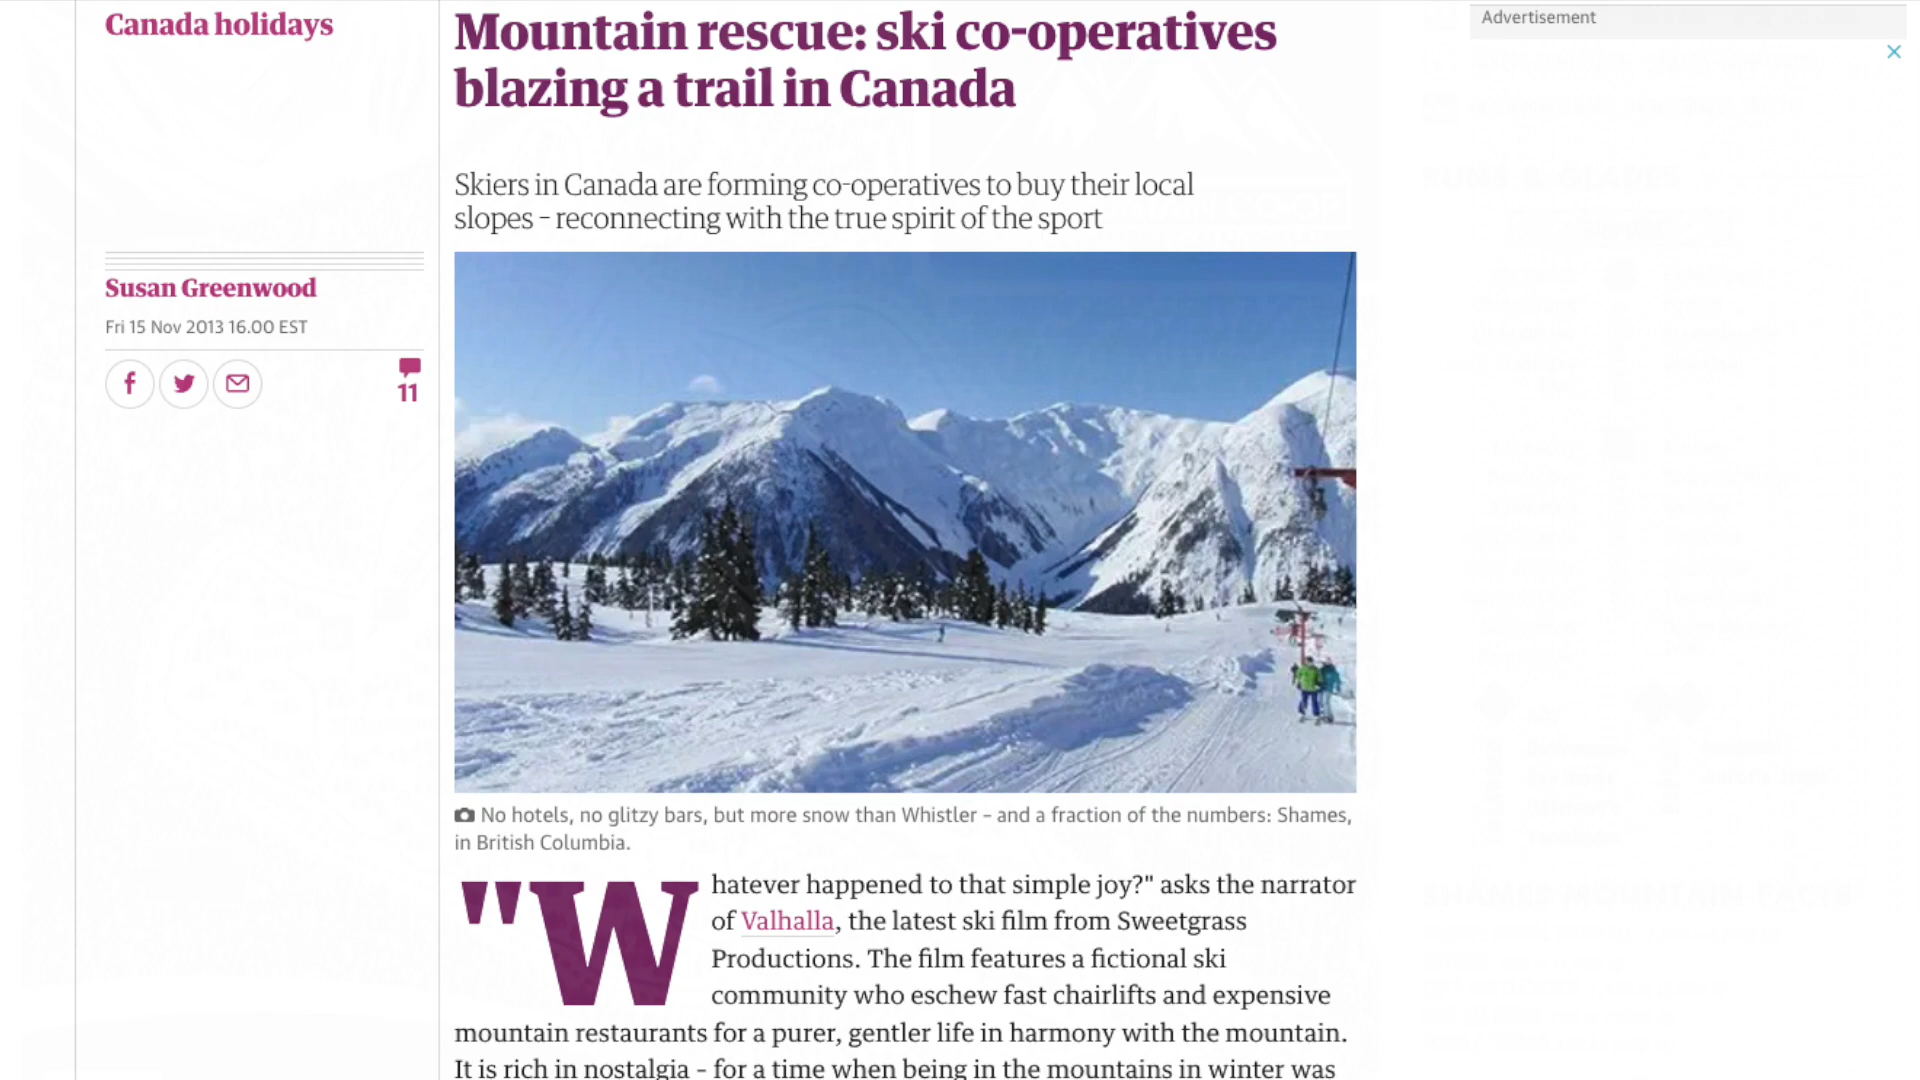 Canada holidays
Mountain rescue: ski co-operatives
blazing a trail in Canada
Skiers in Canada are forming co-operatives to buy their local
slopes – reconnecting with the true spirit of the sport
Susan Greenwood
Fri 15 Nov 2013 16.00 EST
11
Advertisement
No hotels, no glitzy bars, but more snow than Whistler – and a fraction of the numbers: Shames,
in British Columbia.
"Whatever happened to that simple joy?" asks the narrator
of Valhalla, the latest ski film from Sweetgrass
Productions. The film features a fictional ski
community who eschew fast chairlifts and expensive
mountain restaurants for a purer, gentler life in harmony with the mountain.
It is rich in nostalgia – for a time when being in the mountains in winter was